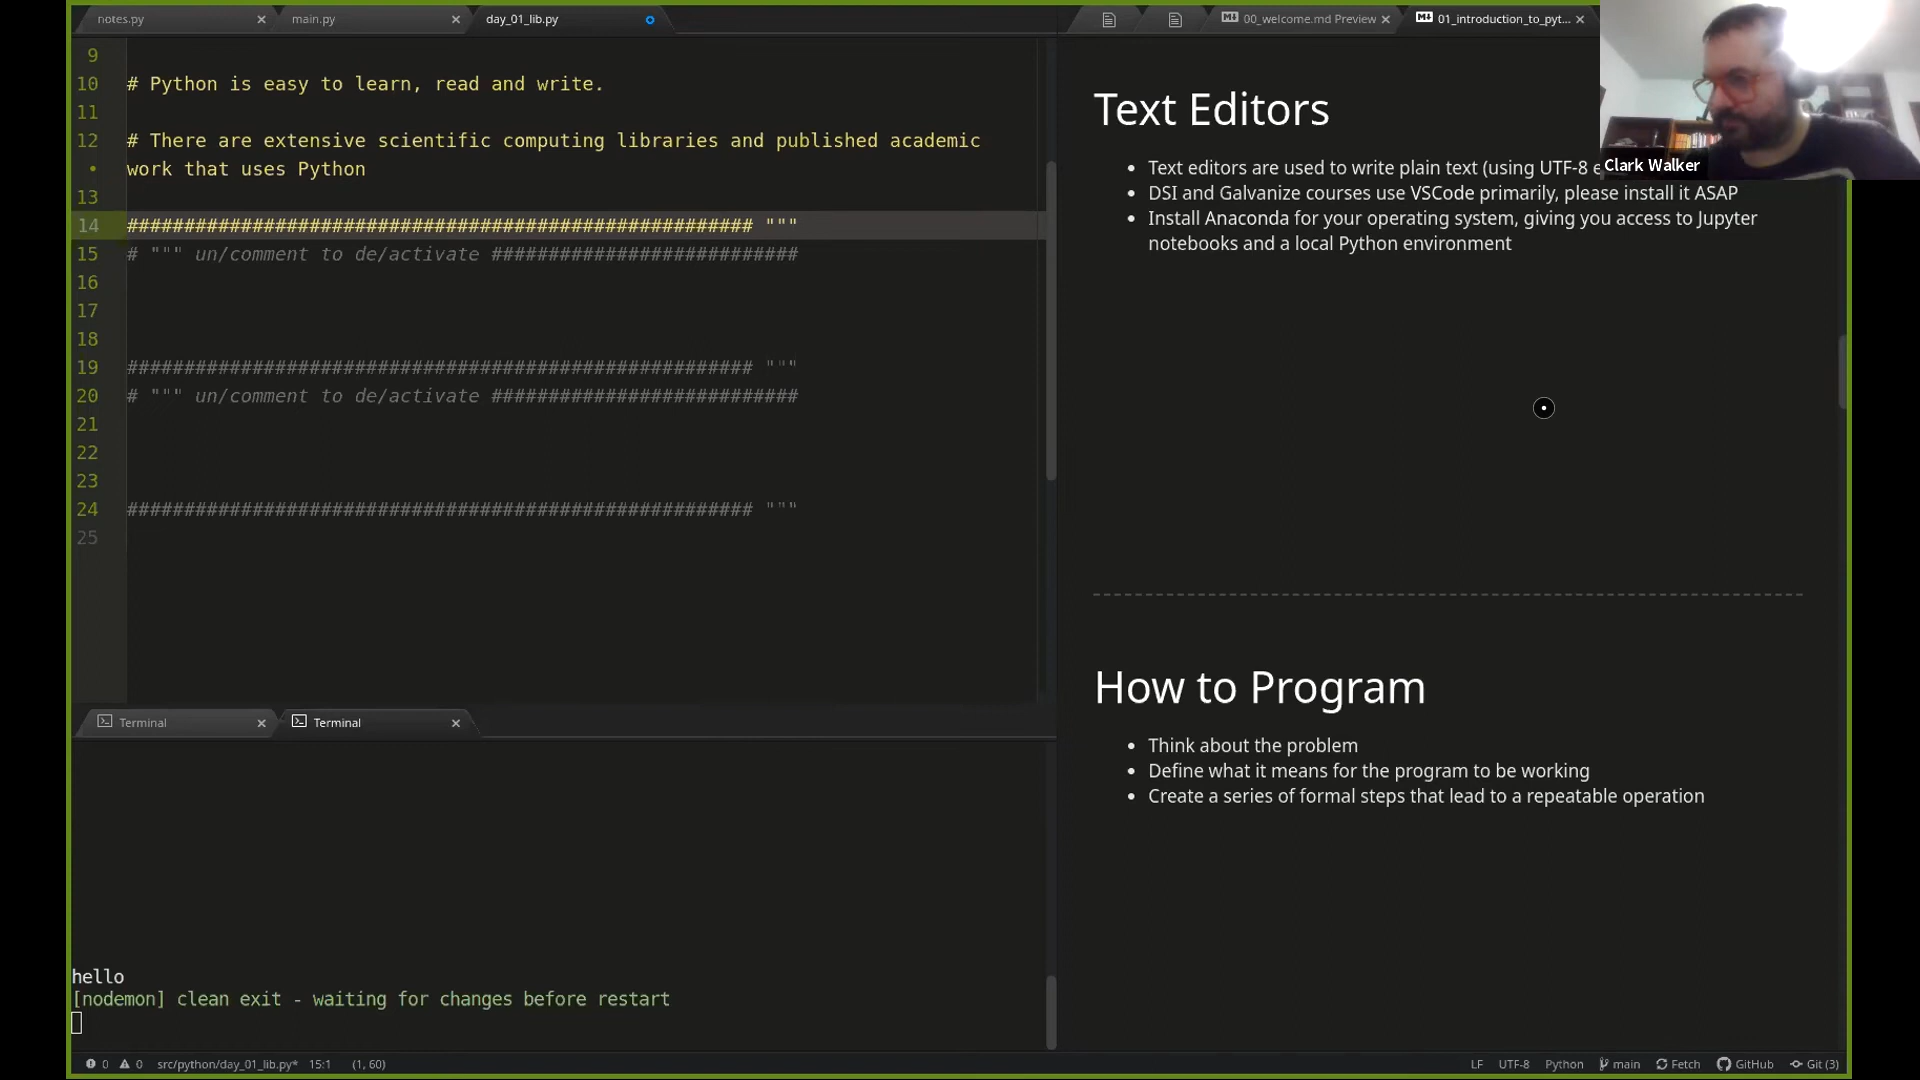 notes.py
main.py
day_01_lib.py
00_welcome.md Preview
01_introduction_to_pyt...
9
10 # Python is easy to learn, read and write.
11
12 # There are extensive scientific computing libraries and published academic
• work that uses Python
13
14 ####################################################### """
15 # """ un/comment to de/activate ###########################
16
17
18
19 ####################################################### """
20 # """ un/comment to de/activate ###########################
21
22
23
24 ####################################################### """
25
Text Editors
• Text editors are used to write plain text (using UTF-8 e
• DSI and Galvanize courses use VSCode primarily, please install it ASAP
• Install Anaconda for your operating system, giving you access to Jupyter
notebooks and a local Python environment
Clark Walker
How to Program
• Think about the problem
• Define what it means for the program to be working
• Create a series of formal steps that lead to a repeatable operation
Terminal
Terminal
hello
[nodemon] clean exit - waiting for changes before restart
0 0 src/python/day_01_lib.py* 15:1 (1, 60)
LF UTF-8 Python main Fetch GitHub Git (3)